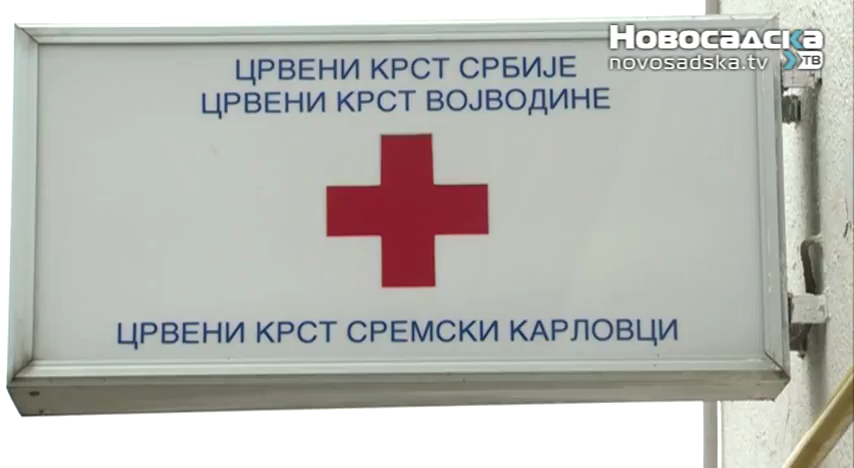 Новосадска
novosadska.tv ТВ
ЦРВЕНИ КРСТ СРБИЈЕ
ЦРВЕНИ КРСТ ВОЈВОДИНЕ
ЦРВЕНИ КРСТ СРЕМСКИ КАРЛОВЦИ